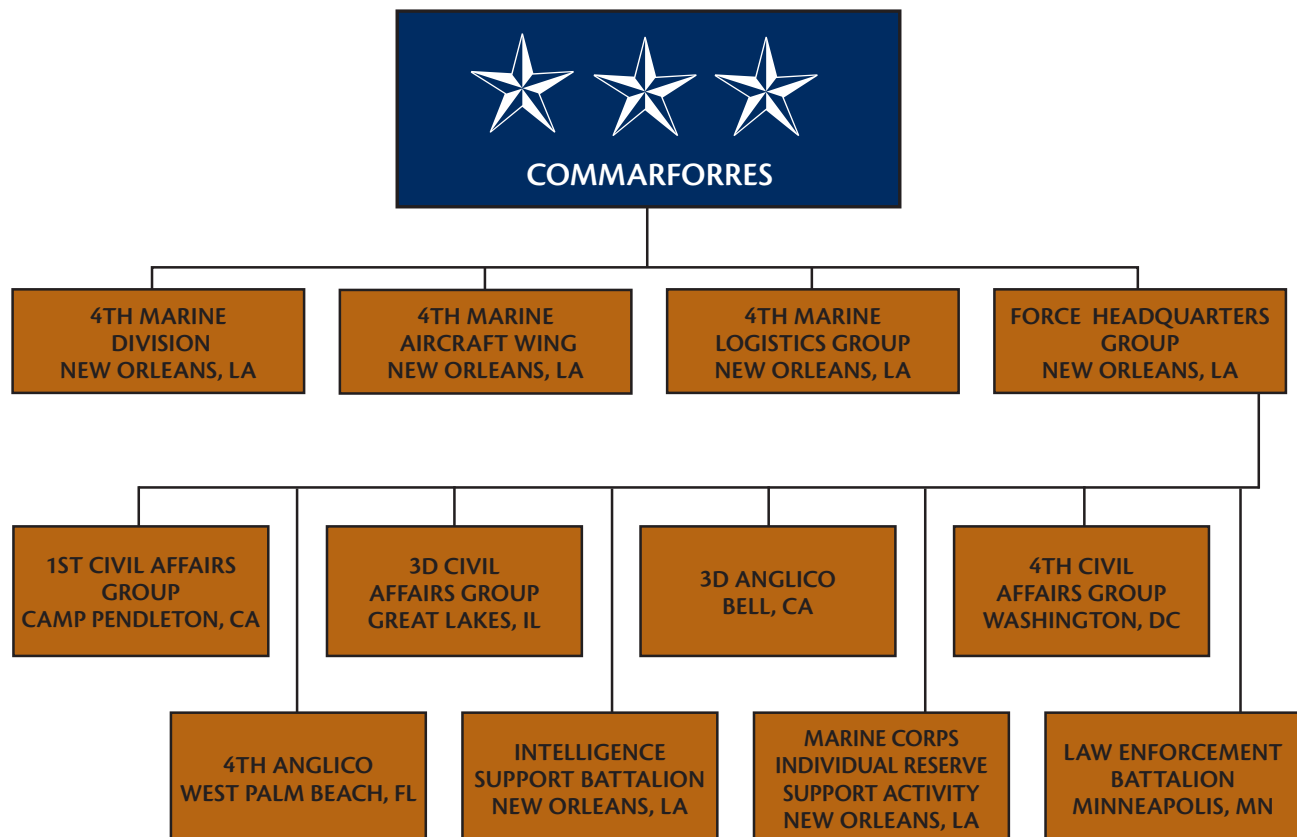 COMMARFORRES
4TH MARINE
DIVISION
NEW ORLEANS, LA
4TH MARINE
AIRCRAFT WING
NEW ORLEANS, LA
4TH MARINE
LOGISTICS GROUP
NEW ORLEANS, LA
FORCE HEADQUARTERS
GROUP
NEW ORLEANS, LA
1ST CIVIL AFFAIRS
GROUP
CAMP PENDLETON, CA
3D CIVIL
AFFAIRS GROUP
GREAT LAKES, IL
3D ANGLICO
BELL, CA
4TH CIVIL
AFFAIRS GROUP
WASHINGTON, DC
4TH ANGLICO
WEST PALM BEACH, FL
INTELLIGENCE
SUPPORT BATTALION
NEW ORLEANS, LA
MARINE CORPS
INDIVIDUAL RESERVE
SUPPORT ACTIVITY
NEW ORLEANS, LA
LAW ENFORCEMENT
BATTALION
MINNEAPOLIS, MN